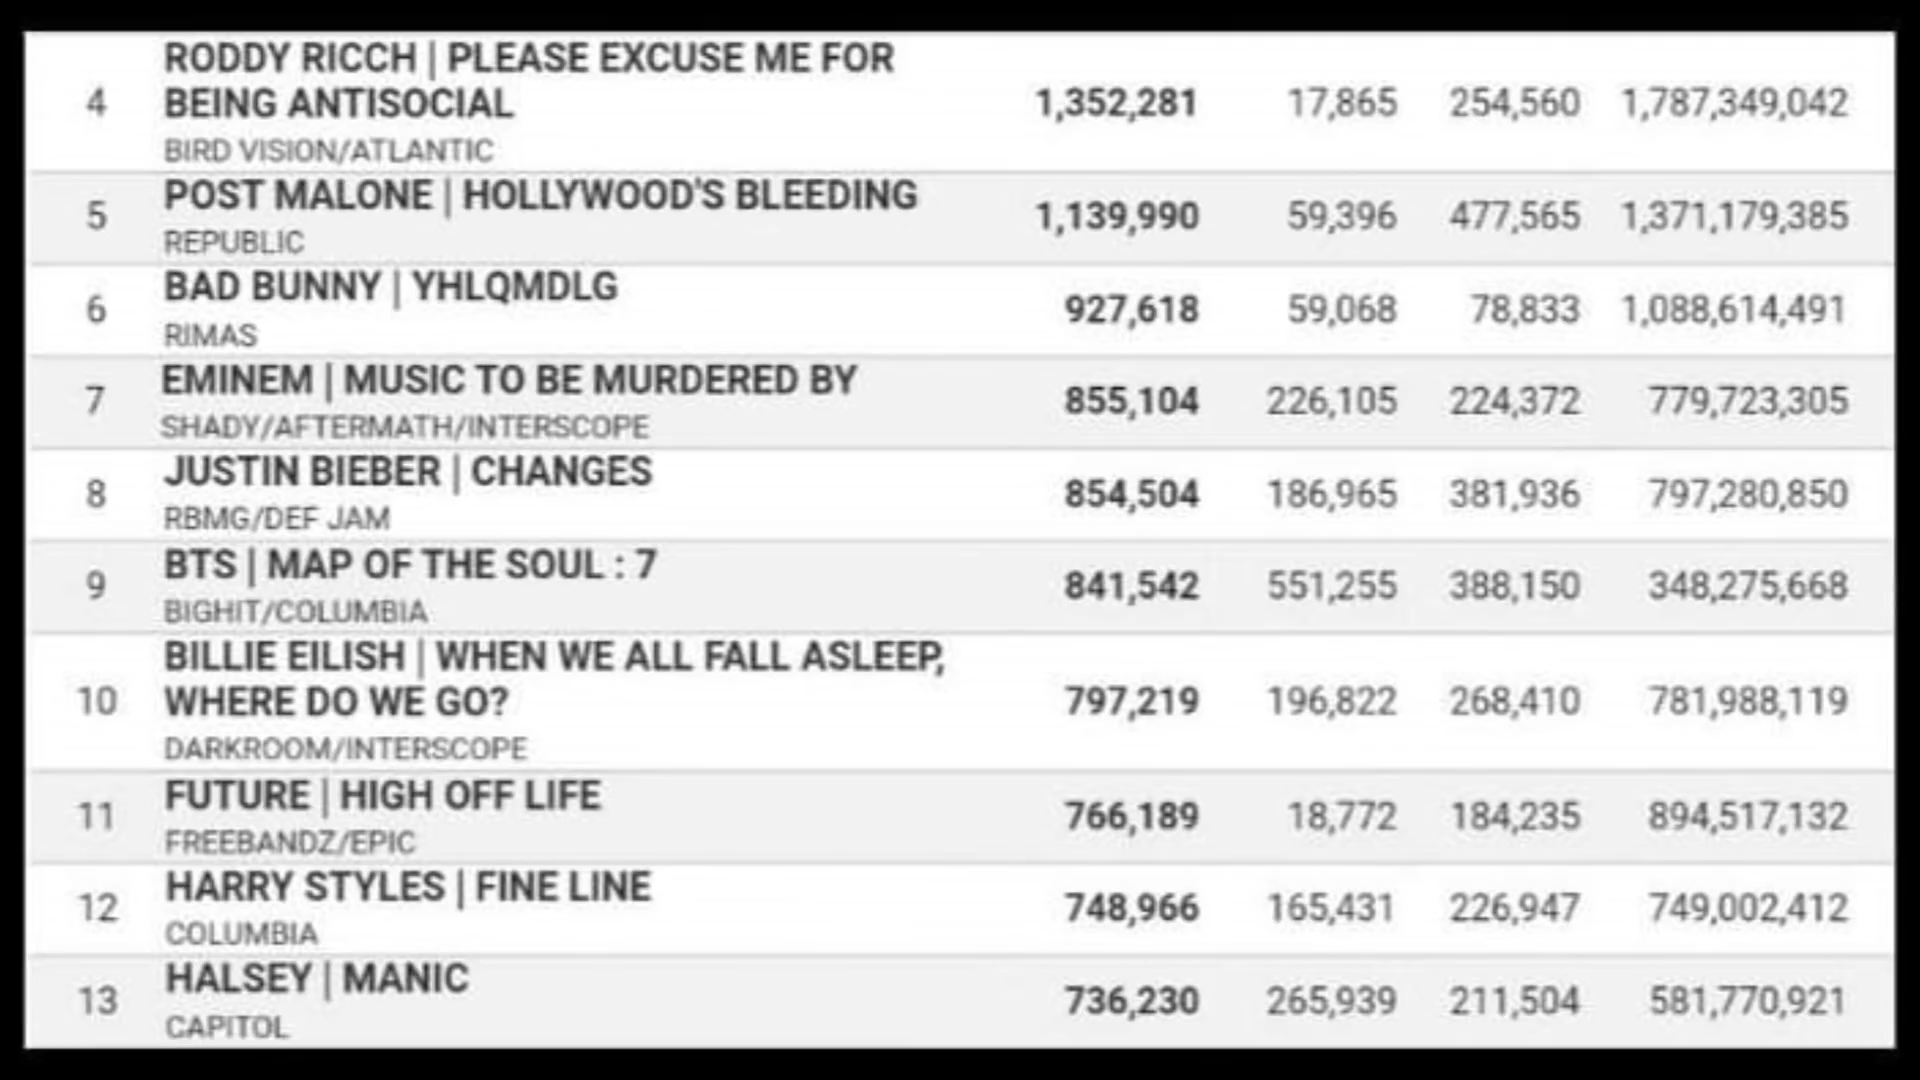 RODDY RICCH | PLEASE EXCUSE ME FOR
4 BEING ANTISOCIAL 1,352,281 17,865 254,560 1,787,349,042
BIRD VISION/ATLANTIC
POST MALONE | HOLLYWOOD'S BLEEDING
5 1,139,990 59,396 477,565 1,371,179,385
REPUBLIC
BAD BUNNY | YHLQMDLG
6 927,618 59,068 78,833 1,088,614,491
RIMAS
EMINEM | MUSIC TO BE MURDERED BY
7 855,104 226,105 224,372 779,723,305
SHADY/AFTERMATH/INTERSCOPE
JUSTIN BIEBER | CHANGES
8 854,504 186,965 381,936 797,280,850
RBMG/DEF JAM
BTS | MAP OF THE SOUL : 7
9 841,542 551,255 388,150 348,275,668
BIGHIT/COLUMBIA
BILLIE EILISH | WHEN WE ALL FALL ASLEEP,
10 WHERE DO WE GO? 797,219 196,822 268,410 781,988,119
DARKROOM/INTERSCOPE
FUTURE | HIGH OFF LIFE
11 766,189 18,772 184,235 894,517,132
FREEBANDZ/EPIC
HARRY STYLES | FINE LINE
12 748,966 165,431 226,947 749,002,412
COLUMBIA
HALSEY | MANIC
13 736,230 265,939 211,504 581,770,921
CAPITOL